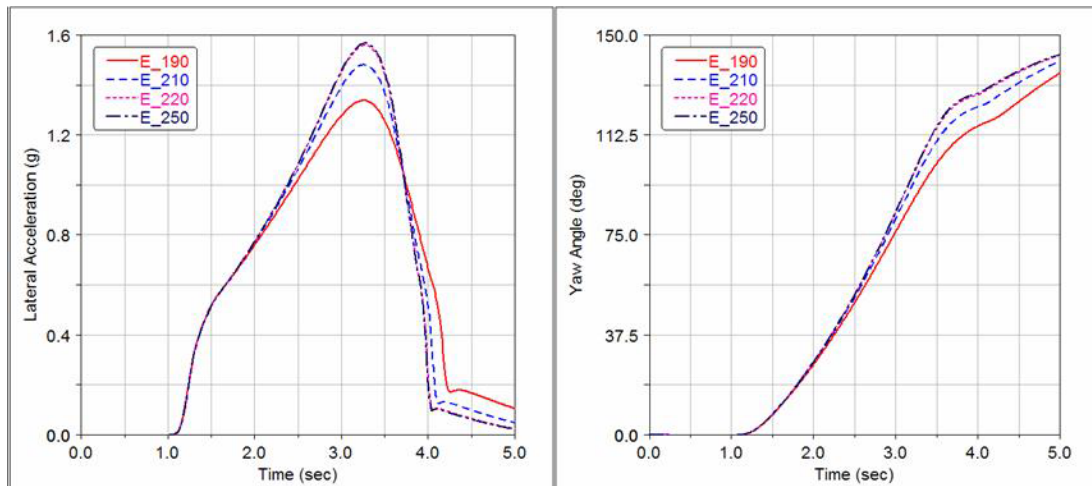 1.6
1.2
0.8
0.4
0.0
Lateral Acceleration (g)
E_190
E_210
E_220
E_250
0.0 1.0 2.0 3.0 4.0 5.0
Time (sec)
150.0
112.5
75.0
37.5
0.0
Yaw Angle (deg)
E_190
E_210
E_220
E_250
0.0 1.0 2.0 3.0 4.0 5.0
Time (sec)